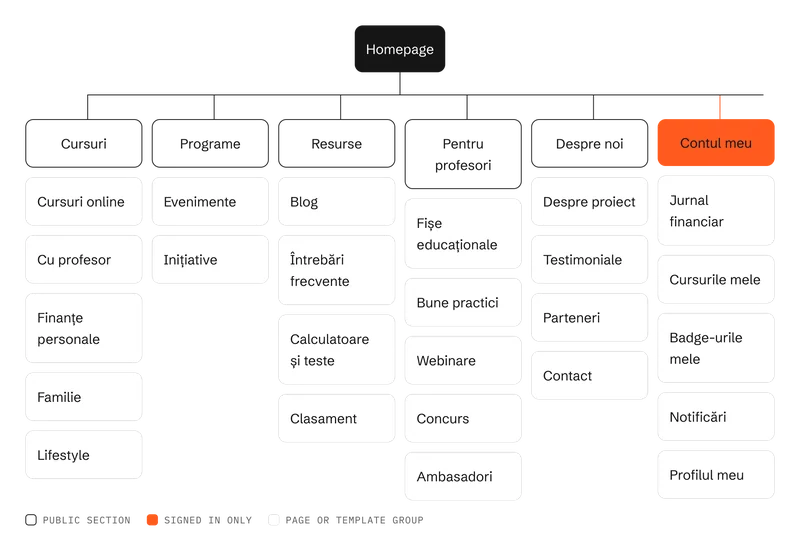 Homepage
Cursuri
Cursuri online
Cu profesor
Finanțe
personale
Familie
Lifestyle
Programe
Evenimente
Inițiative
Resurse
Blog
Întrebări
frecvente
Calculatoare
și teste
Clasament
Pentru
profesori
Fișe
educaționale
Bune practici
Webinare
Concurs
Ambasadori
Despre noi
Despre proiect
Testimoniale
Parteneri
Contact
Contul meu
Jurnal
financiar
Cursurile mele
Badge-urile
mele
Notificări
Profilul meu
PUBLIC SECTION
SIGNED IN ONLY
PAGE OR TEMPLATE GROUP